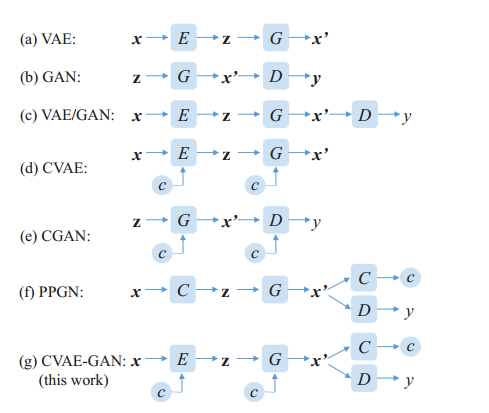 (a) VAE: x E z G x’
(b) GAN: z G x’ D y
(c) VAE/GAN: x E z G x’ D y
(d) CVAE: x E z G x’
c c
(e) CGAN: z G x’ D y
c c
(f) PPGN: x C z G x’ C c
D y
(g) CVAE-GAN: x E z G x’ C c
(this work) c c D y